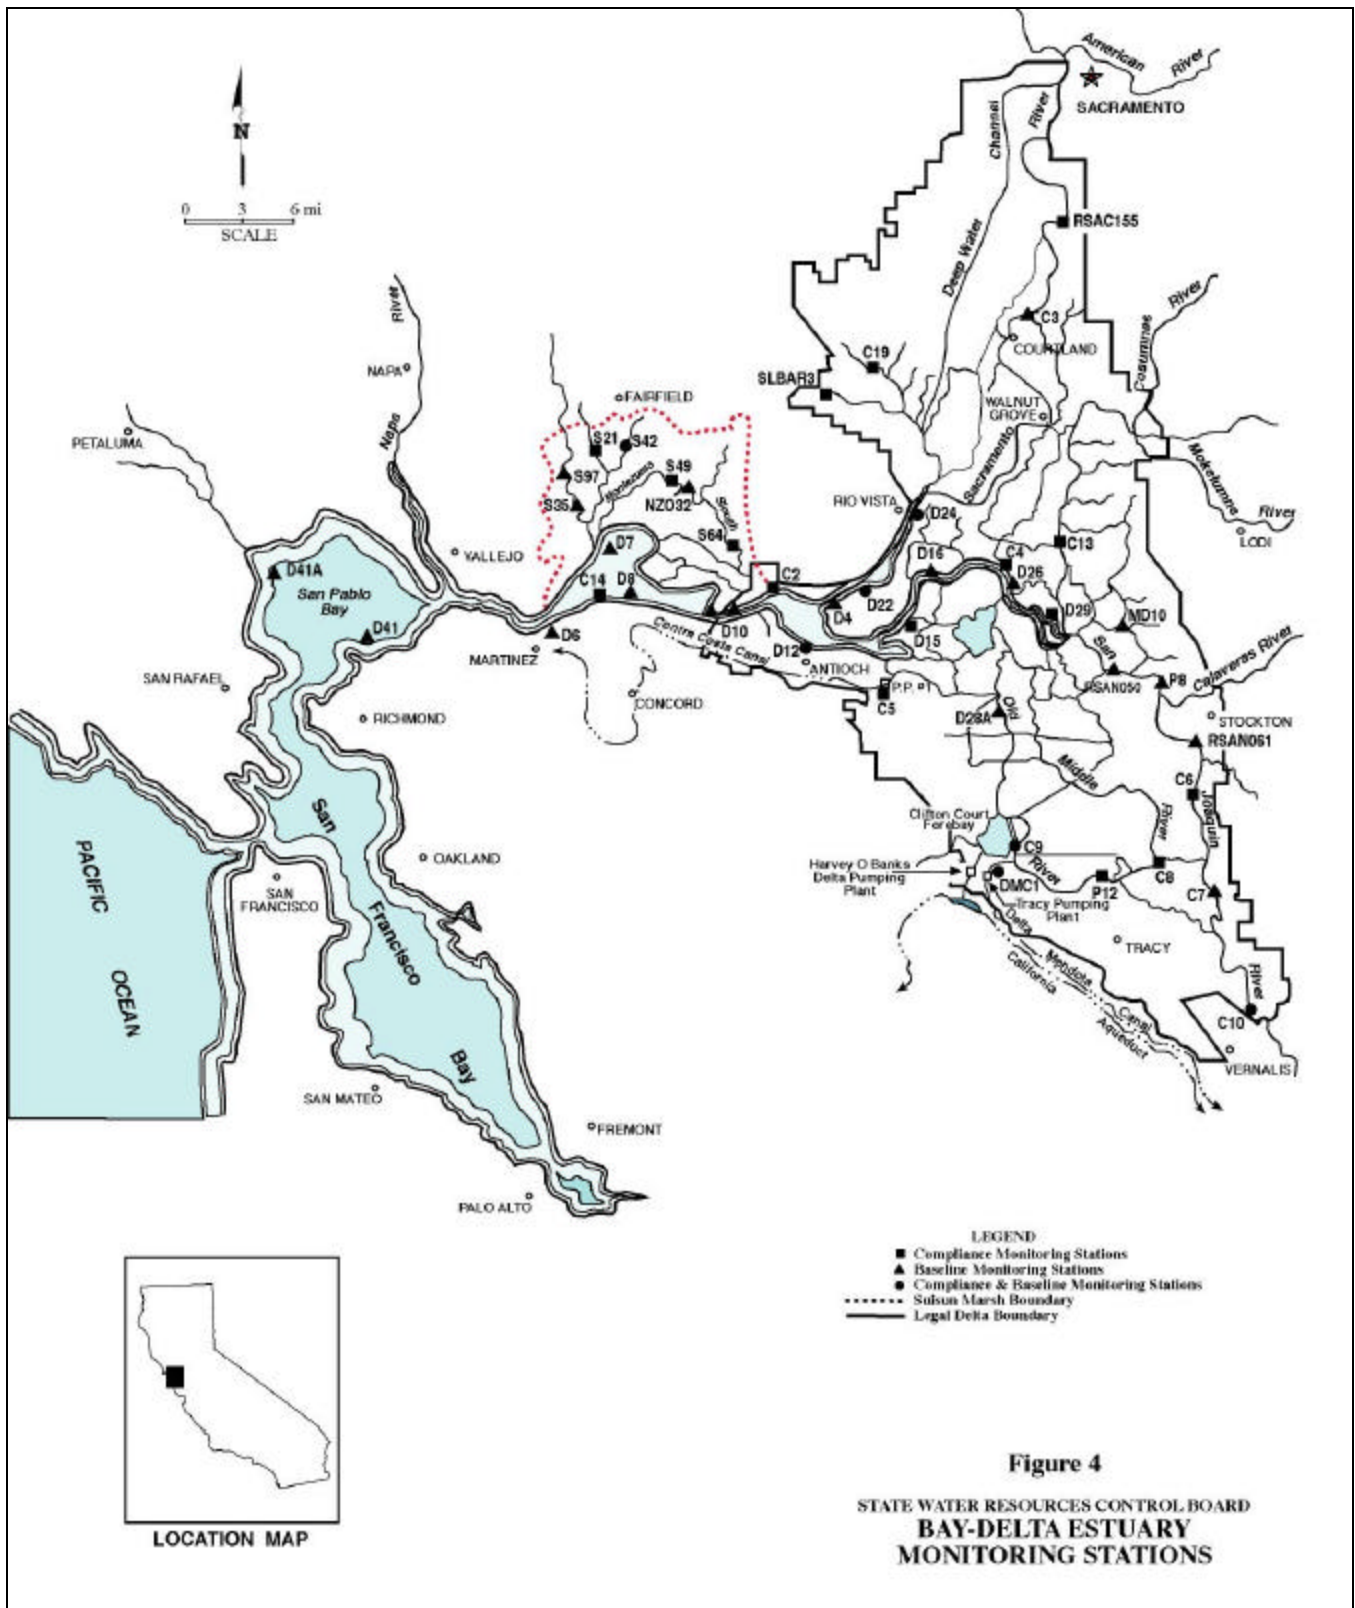 American
River
SACRAMENTO
N
0 3 6 mi
SCALE
Channel
River
Deep Water
RSAC155
River
Napa
NAPA
C3
COURTLAND
River
Cosumnes
C19
SLBAR3
FAIRFIELD
WALNUT
GROVE
PETALUMA
S21
S42
S97
S49
Montezuma
S35
NZO32
South
S64
Sacramento
RIO VISTA
D24
Mokelumne
River
LODI
VALLEJO
D7
D16
C4
C13
D26
D41A
San Pablo
Bay
C14
D8
C2
D22
D29
MD10
D41
D6
D10
D4
D15
Contra Costa Canal
D12
ANTIOCH
San
MARTINEZ
SAN RAFAEL
CONCORD
P.P. #1
C5
RSAN050
P8
Calaveras River
RICHMOND
D28A
Old
STOCKTON
RSAN061
Middle
River
C6
Joaquin
San
Francisco
Bay
Clifton Court
Forebay
C9
OAKLAND
PACIFIC
OCEAN
SAN
FRANCISCO
Harvey O Banks
Delta Pumping
Plant
River
DMC1
P12
C8
C7
Tracy Pumping
Plant
TRACY
Delta
Mendota
Canal
California
Aqueduct
River
C10
VERNALIS
SAN MATEO
FREMONT
PALO ALTO
LEGEND
Compliance Monitoring Stations
Baseline Monitoring Stations
Compliance & Baseline Monitoring Stations
Suisun Marsh Boundary
Legal Delta Boundary
LOCATION MAP
Figure 4
STATE WATER RESOURCES CONTROL BOARD
BAY-DELTA ESTUARY
MONITORING STATIONS